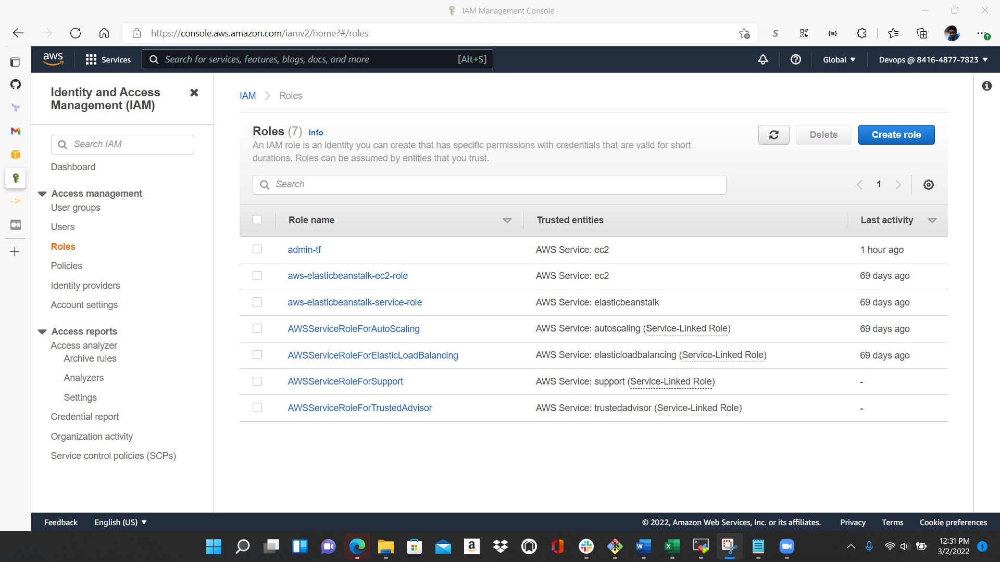 IAM Management Console
https://console.aws.amazon.com/iamv2/home?#/roles
aws
Services
Search for services, features, blogs, docs, and more
[Alt+S]
Global
Devops @ 8416-4877-7823
Identity and Access
Management (IAM)
Search IAM
Dashboard
Access management
User groups
Users
Roles
Policies
Identity providers
Account settings
Access reports
Access analyzer
Archive rules
Analyzers
Settings
Credential report
Organization activity
Service control policies (SCPs)
IAM
Roles
Roles (7) Info
An IAM role is an identity you can create that has specific permissions with credentials that are valid for short
durations. Roles can be assumed by entities that you trust.
Delete
Create role
Search
1
Role name Trusted entities Last activity
admin-tf AWS Service: ec2 1 hour ago
aws-elasticbeanstalk-ec2-role AWS Service: ec2 69 days ago
aws-elasticbeanstalk-service-role AWS Service: elasticbeanstalk 69 days ago
AWSServiceRoleForAutoScaling AWS Service: autoscaling (Service-Linked Role) 69 days ago
AWSServiceRoleForElasticLoadBalancing AWS Service: elasticloadbalancing (Service-Linked Role) 69 days ago
AWSServiceRoleForSupport AWS Service: support (Service-Linked Role) -
AWSServiceRoleForTrustedAdvisor AWS Service: trustedadvisor (Service-Linked Role) -
Feedback English (US)
© 2022, Amazon Web Services, Inc. or its affiliates. Privacy Terms Cookie preferences
12:31 PM
3/2/2022
1